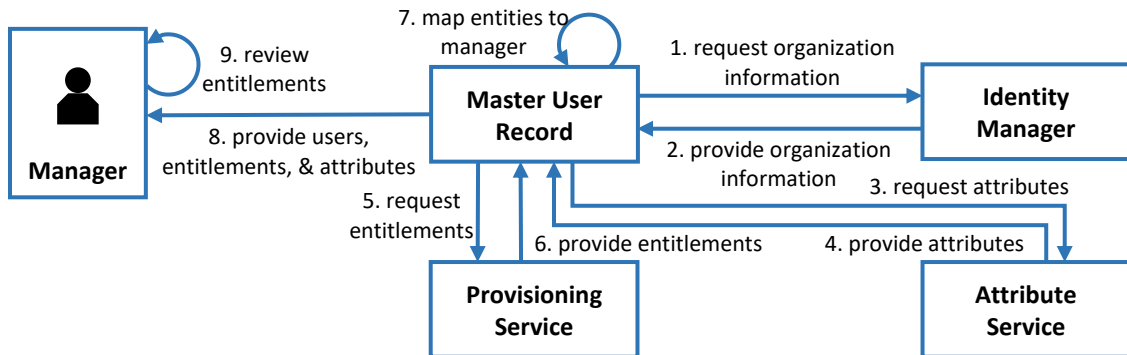 7. map entities to
manager
1. request organization
information
9. review
entitlements
Master User
Record
Identity
Manager
Manager
8. provide users,
entitlements, & attributes
2. provide organization
information
3. request attributes
5. request
entitlements
6. provide entitlements
4. provide attributes
Provisioning
Service
Attribute
Service